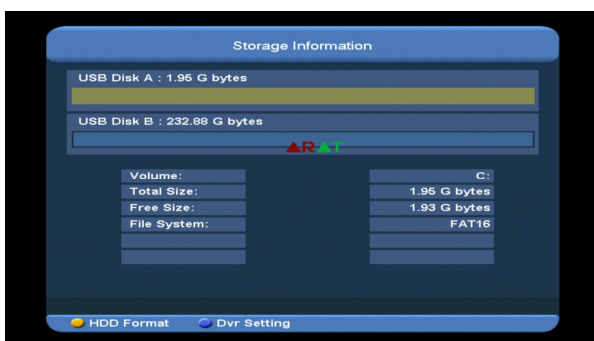 Storage Information
USB Disk A : 1.95 G bytes
USB Disk B : 232.88 G bytes
ARAT
Volume: C:
Total Size: 1.95 G bytes
Free Size: 1.93 G bytes
File System: FAT16
HDD Format Dvr Setting